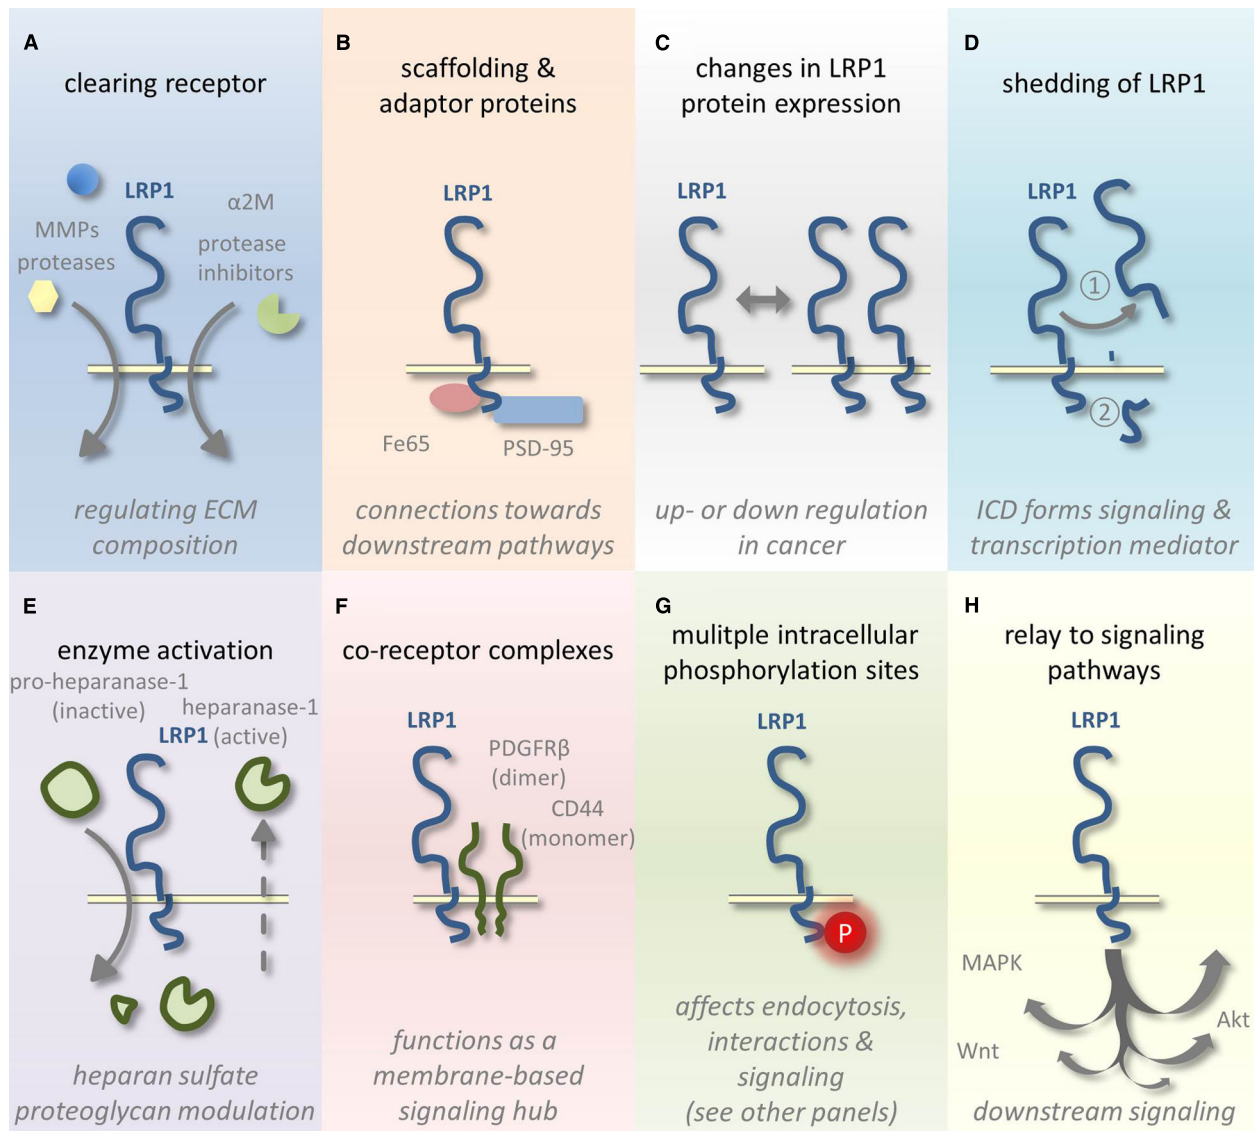 A
clearing receptor
LRP1
α2M
MMPs
proteases
protease
inhibitors
regulating ECM
composition
B
scaffolding &
adaptor proteins
LRP1
Fe65
PSD-95
connections towards
downstream pathways
C
changes in LRP1
protein expression
LRP1
up- or down regulation
in cancer
D
shedding of LRP1
LRP1
1
2
ICD forms signaling &
transcription mediator
E
enzyme activation
pro-heparanase-1
(inactive)
heparanase-1
(active)
LRP1
heparan sulfate
proteoglycan modulation
F
co-receptor complexes
LRP1
PDGFRβ
(dimer)
CD44
(monomer)
functions as a
membrane-based
signaling hub
G
mulitple intracellular
phosphorylation sites
LRP1
P
affects endocytosis,
interactions &
signaling
(see other panels)
H
relay to signaling
pathways
LRP1
MAPK
Akt
Wnt
downstream signaling